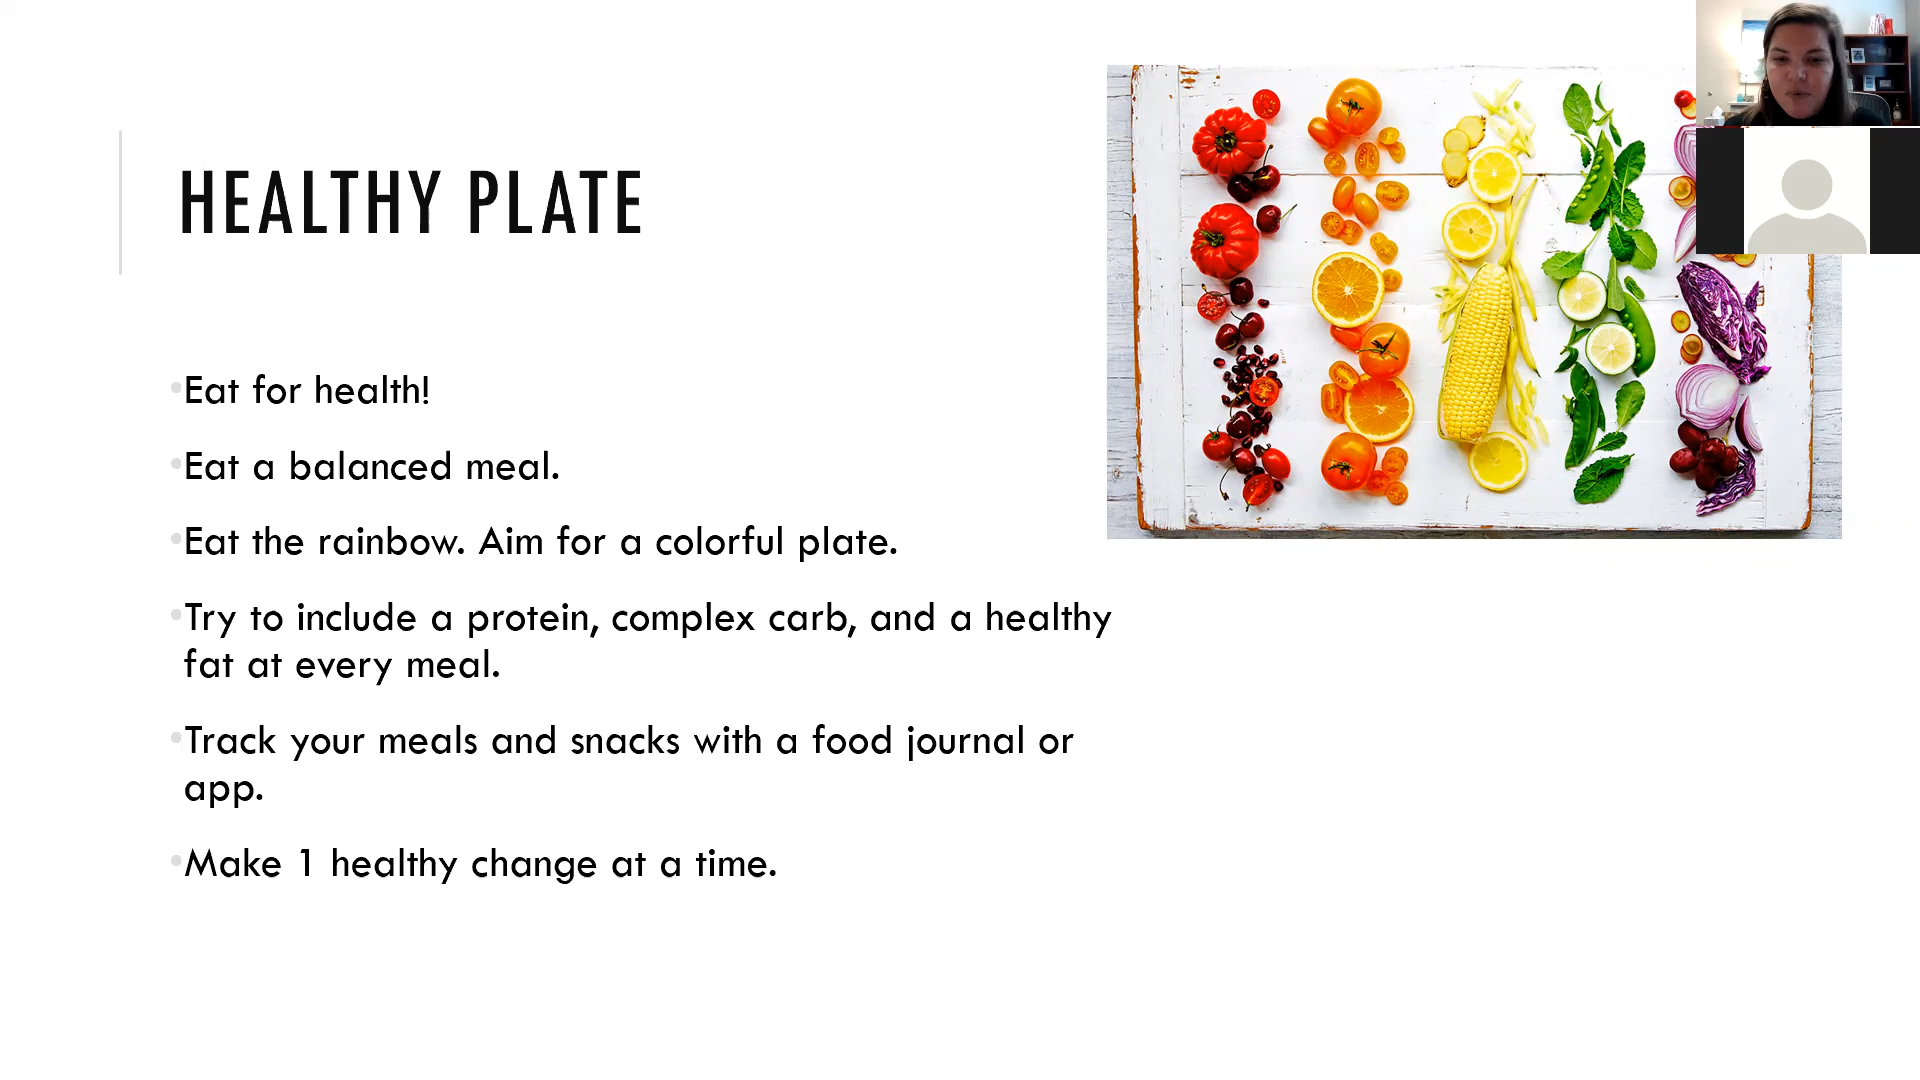 HEALTHY PLATE
•Eat for health!
•Eat a balanced meal.
•Eat the rainbow. Aim for a colorful plate.
•Try to include a protein, complex carb, and a healthy
fat at every meal.
•Track your meals and snacks with a food journal or
app.
•Make 1 healthy change at a time.